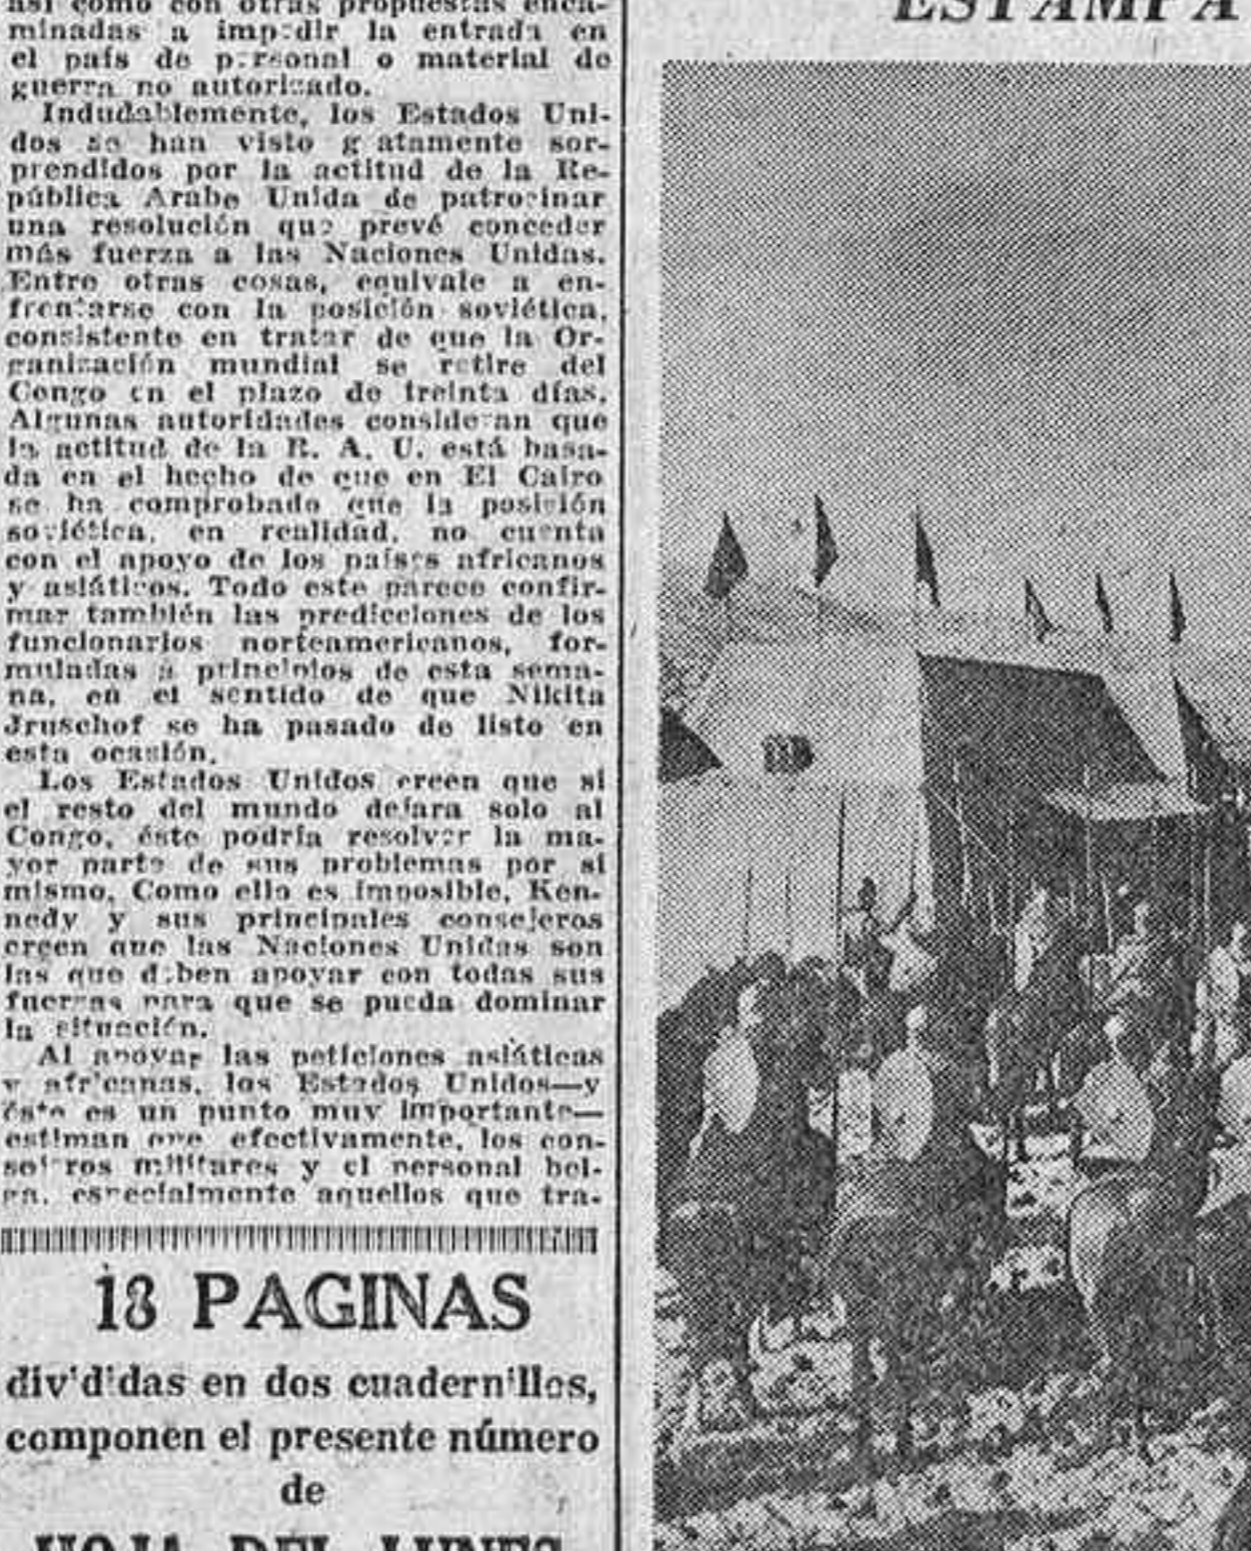 así como con otras propuestas enca-
minadas a impedir la entrada en
el país de personal o material de
guerra no autorizado.
Indudablemente, los Estados Uni-
dos se han visto g atamente sor-
prendidos por la actitud de la Re-
pública Arabe Unida de patrocinar
una resolución que prevé conceder
más fuerza a las Naciones Unidas.
Entre otras cosas, equivale a en-
frentarse con la posición soviética,
consistente en tratar de que la Or-
ganización mundial se retire del
Congo en el plazo de treinta días.
Algunas autoridades consideran que
la actitud de la R. A. U. está basa-
da en el hecho de que en El Cairo
se ha comprobado que la posición
soviética, en realidad, no cuenta
con el apoyo de los países africanos
y asiáticos. Todo este parece confir-
mar también las predicciones de los
funcionarios norteamericanos, for-
muladas a principios de esta sema-
na, en el sentido de que Nikita
Jruschof se ha pasado de listo en
esta ocasión.
Los Estados Unidos creen que si
el resto del mundo dejara solo al
Congo, éste podría resolver la ma-
yor parte de sus problemas por si
mismo. Como ello es imposible, Ken-
nedy y sus principales consejeros
creen que las Naciones Unidas son
las que deben apoyar con todas sus
fuerzas para que se pueda dominar
la situación.
Al apoyar las peticiones asiáticas
y africanas, los Estados Unidos—y
éste es un punto muy importante—
estiman que efectivamente, los con-
sejeros militares y el personal bel-
ga, especialmente aquellos que tra-
18 PAGINAS
divididas en dos cuadernillos,
componen el presente número
de
HOJA DEL LUNES
ESTAMPA